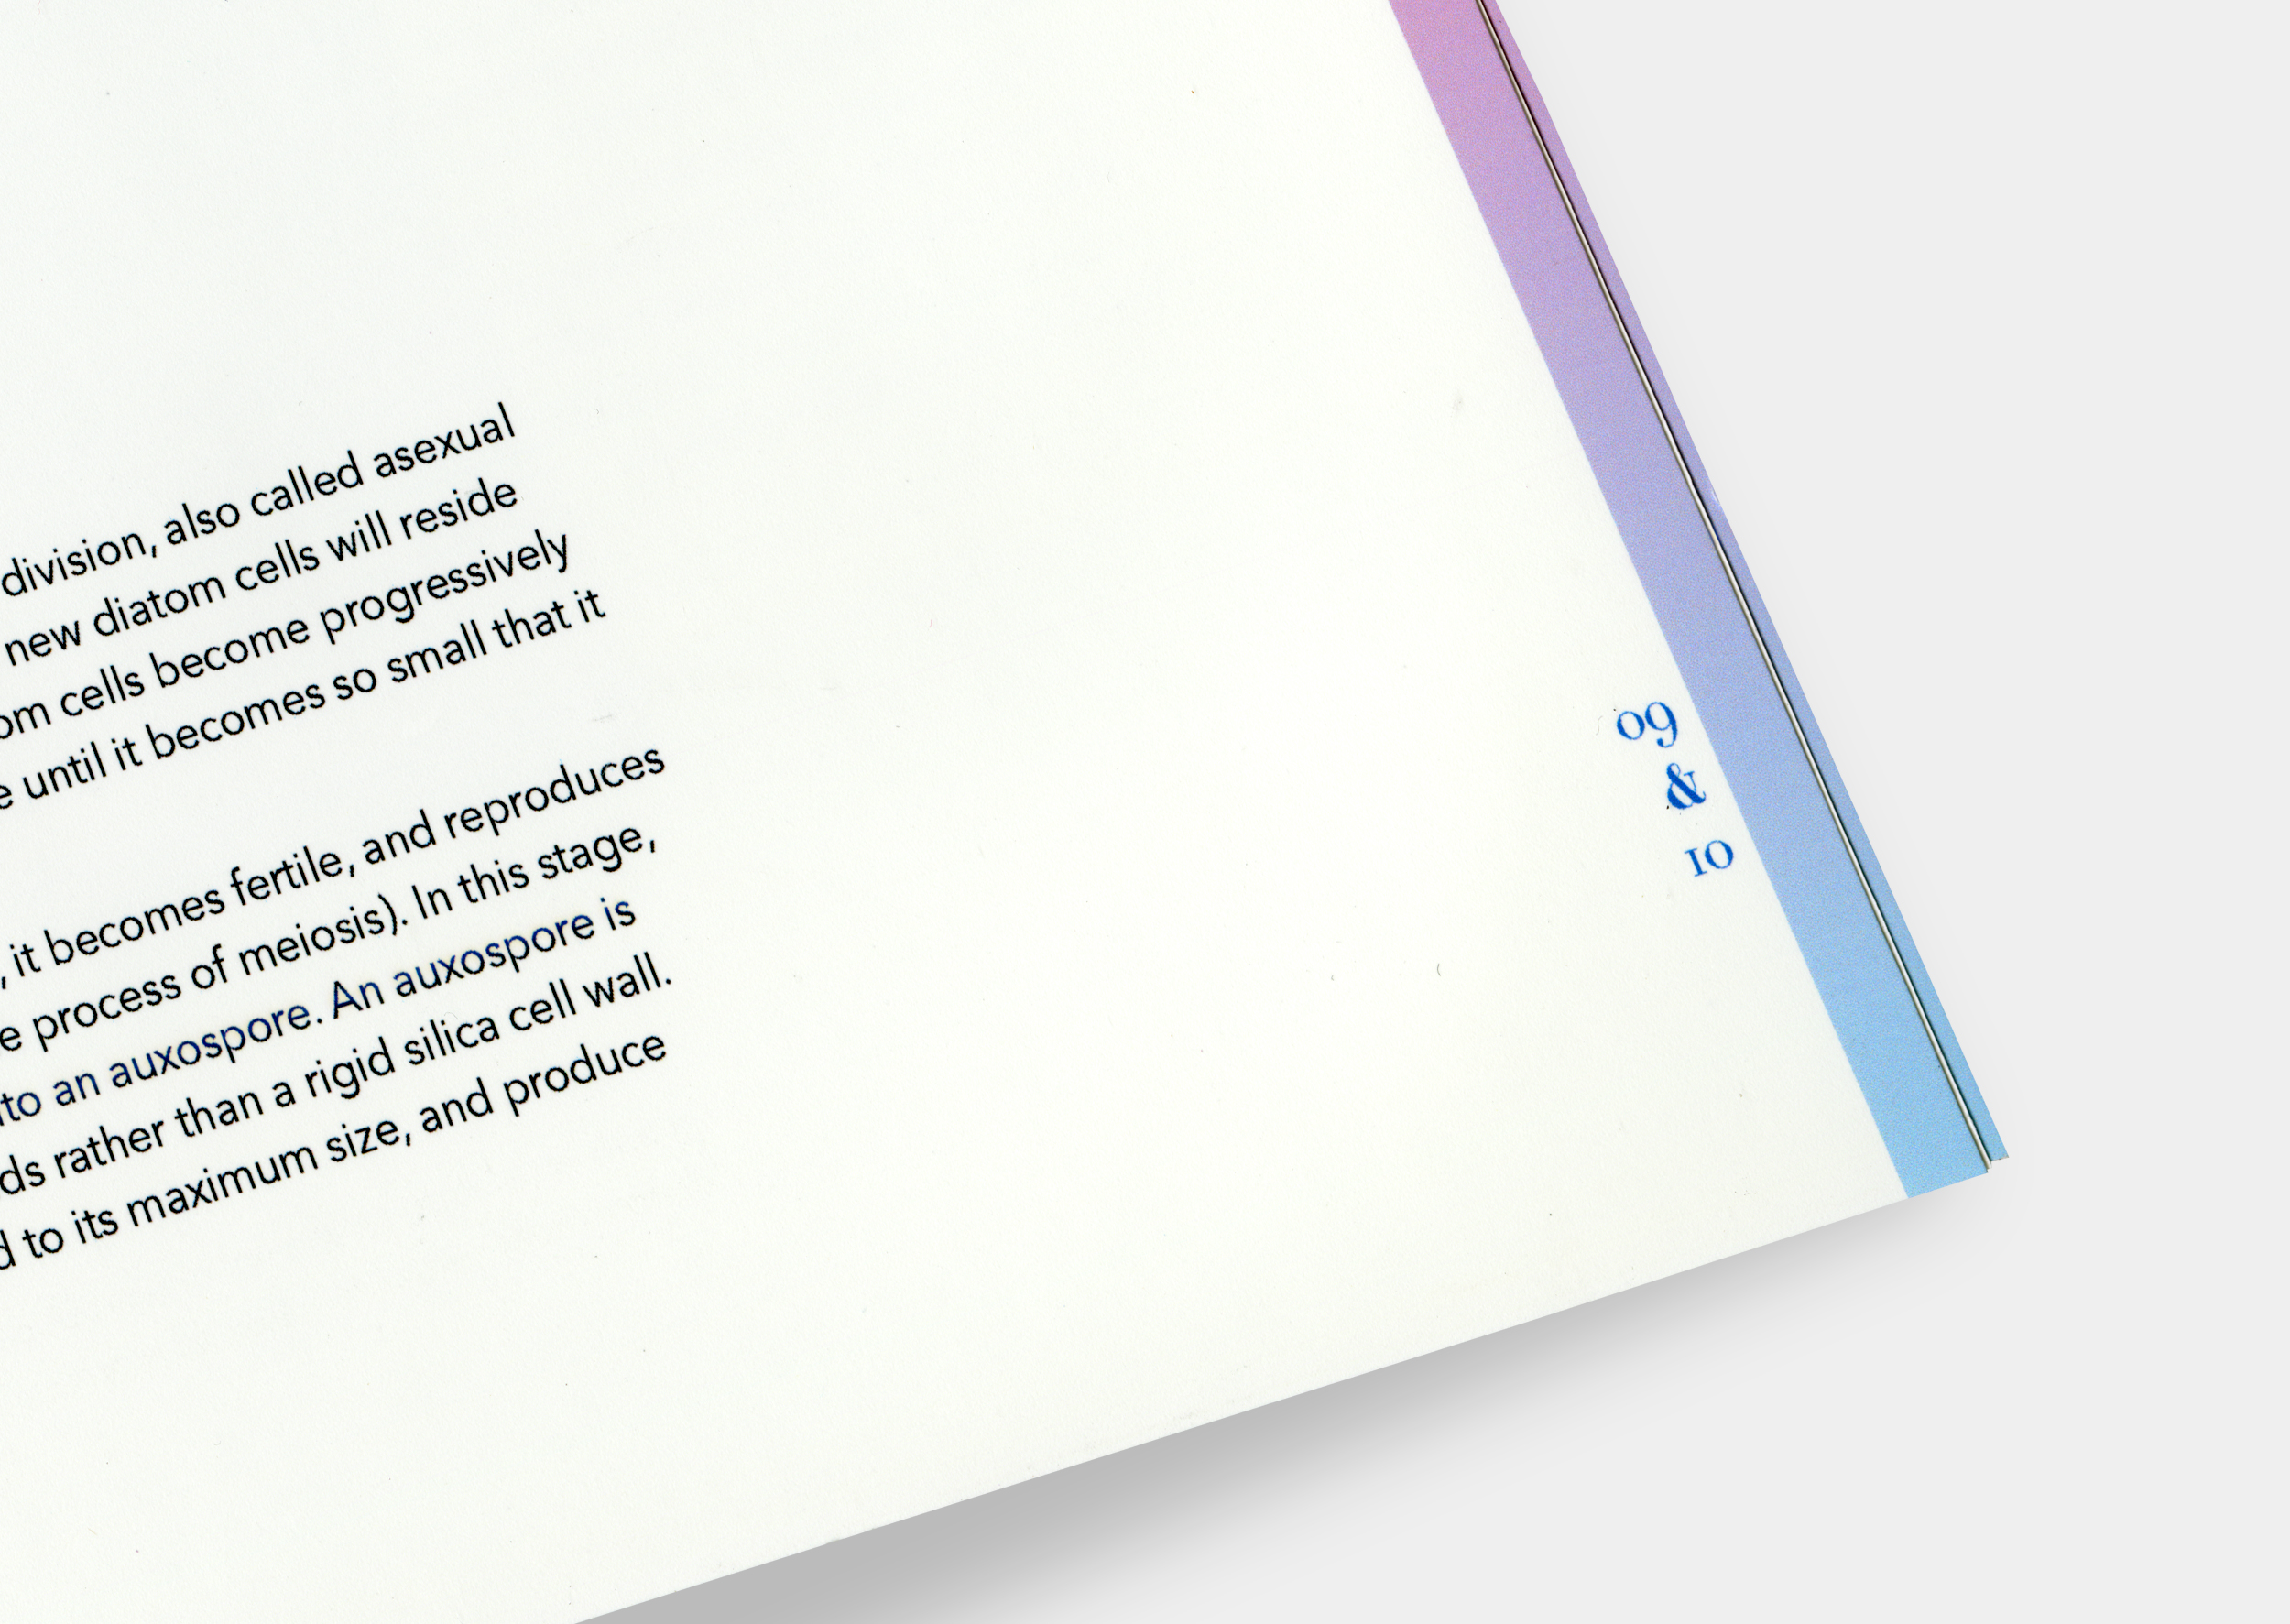 division, also called asexual
new diatom cells will reside
om cells become progressively
e until it becomes so small that it
, it becomes fertile, and reproduces
e process of meiosis). In this stage,
to an auxospore. An auxospore is
ds rather than a rigid silica cell wall.
d to its maximum size, and produce
09
&
10